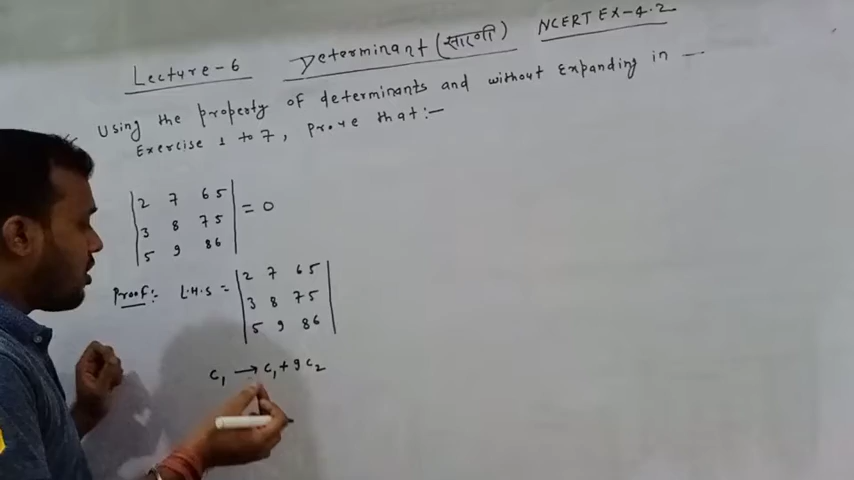 Lecture-6 Determinant (सारणी) NCERT EX-4.2
Using the property of determinants and without Expanding in —
Exercise 1 to 7, prove that:—
| 2 7 65 |
| 3 8 75 | = 0
| 5 9 86 |
Proof:- L.H.S = | 2 7 65 |
| 3 8 75 |
| 5 9 86 |
C₁ → C₁ + 9C₂